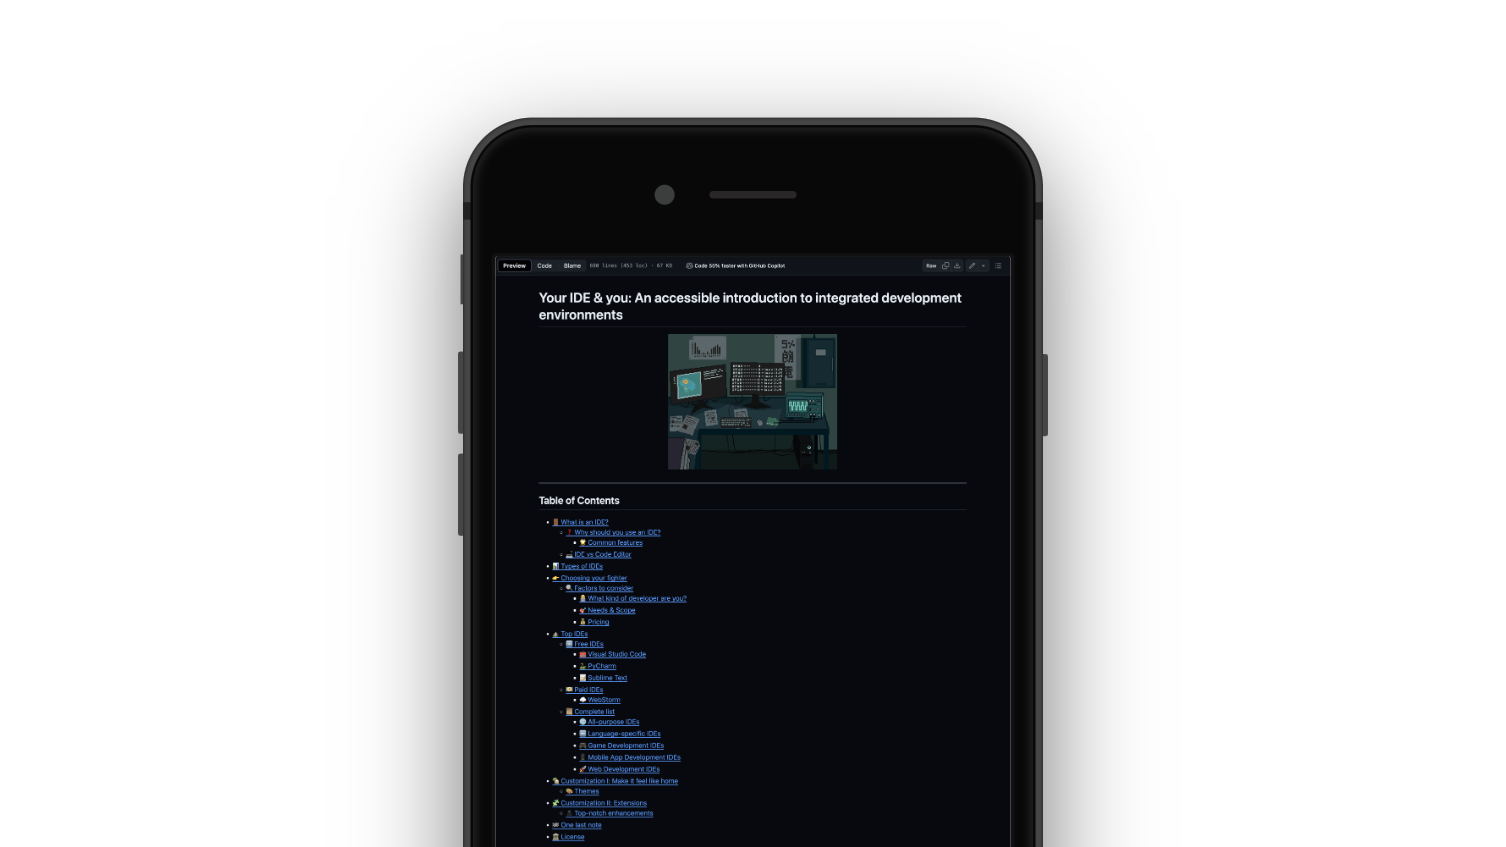 Preview Code Blame 690 lines (453 loc) · 67 KB Code 55% faster with GitHub Copilot Raw
Your IDE & you: An accessible introduction to integrated development
environments
Table of Contents
What is an IDE?
Why should you use an IDE?
Common features
IDE vs Code Editor
Types of IDEs
Choosing your fighter
Factors to consider
What kind of developer are you?
Needs & Scope
Pricing
Top IDEs
Free IDEs
Visual Studio Code
PyCharm
Sublime Text
Paid IDEs
WebStorm
Complete list
All-purpose IDEs
Language-specific IDEs
Game Development IDEs
Mobile App Development IDEs
Web Development IDEs
Customization I: Make it feel like home
Themes
Customization II: Extensions
Top-notch enhancements
One last note
License